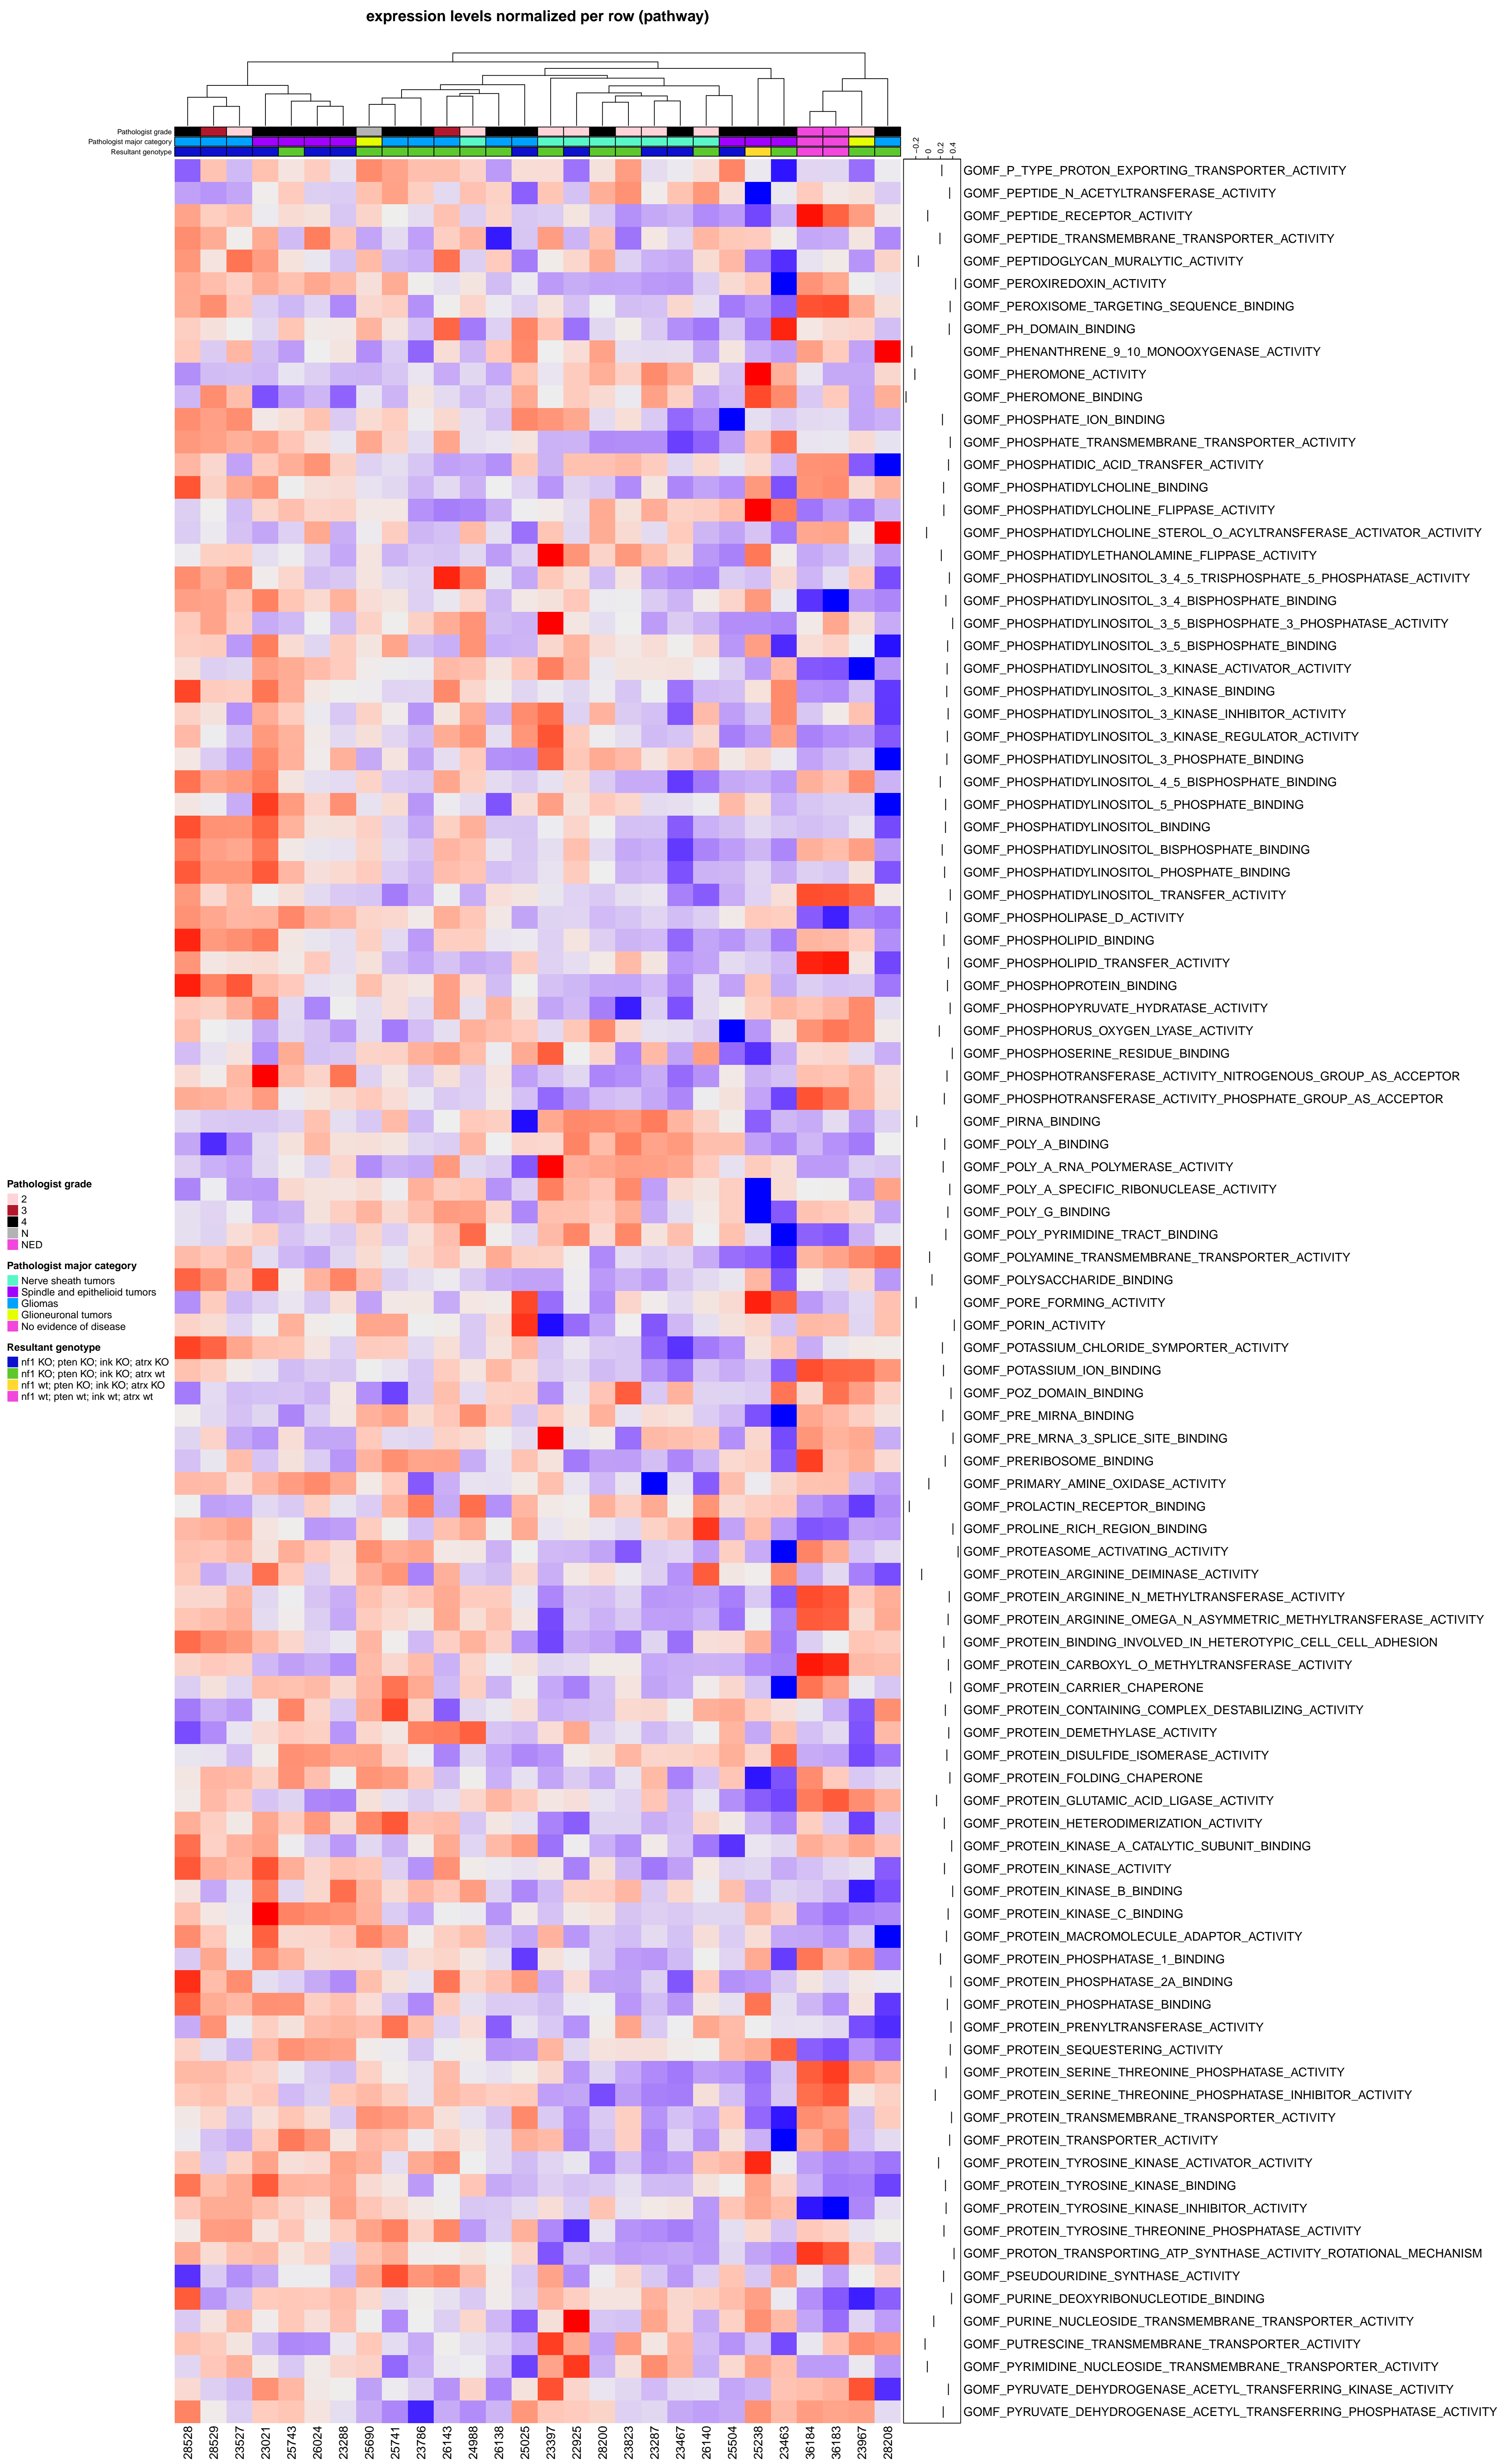 expression levels normalized per row (pathway)
Pathologist grade
Pathologist major category
Resultant genotype
−0.2
0
0.2
0.4
GOMF_P_TYPE_PROTON_EXPORTING_TRANSPORTER_ACTIVITY
GOMF_PEPTIDE_N_ACETYLTRANSFERASE_ACTIVITY
GOMF_PEPTIDE_RECEPTOR_ACTIVITY
GOMF_PEPTIDE_TRANSMEMBRANE_TRANSPORTER_ACTIVITY
GOMF_PEPTIDOGLYCAN_MURALYTIC_ACTIVITY
GOMF_PEROXIREDOXIN_ACTIVITY
GOMF_PEROXISOME_TARGETING_SEQUENCE_BINDING
GOMF_PH_DOMAIN_BINDING
GOMF_PHENANTHRENE_9_10_MONOOXYGENASE_ACTIVITY
GOMF_PHEROMONE_ACTIVITY
GOMF_PHEROMONE_BINDING
GOMF_PHOSPHATE_ION_BINDING
GOMF_PHOSPHATE_TRANSMEMBRANE_TRANSPORTER_ACTIVITY
GOMF_PHOSPHATIDIC_ACID_TRANSFER_ACTIVITY
GOMF_PHOSPHATIDYLCHOLINE_BINDING
GOMF_PHOSPHATIDYLCHOLINE_FLIPPASE_ACTIVITY
GOMF_PHOSPHATIDYLCHOLINE_STEROL_O_ACYLTRANSFERASE_ACTIVATOR_ACTIVITY
GOMF_PHOSPHATIDYLETHANOLAMINE_FLIPPASE_ACTIVITY
GOMF_PHOSPHATIDYLINOSITOL_3_4_5_TRISPHOSPHATE_5_PHOSPHATASE_ACTIVITY
GOMF_PHOSPHATIDYLINOSITOL_3_4_BISPHOSPHATE_BINDING
GOMF_PHOSPHATIDYLINOSITOL_3_5_BISPHOSPHATE_3_PHOSPHATASE_ACTIVITY
GOMF_PHOSPHATIDYLINOSITOL_3_5_BISPHOSPHATE_BINDING
GOMF_PHOSPHATIDYLINOSITOL_3_KINASE_ACTIVATOR_ACTIVITY
GOMF_PHOSPHATIDYLINOSITOL_3_KINASE_BINDING
GOMF_PHOSPHATIDYLINOSITOL_3_KINASE_INHIBITOR_ACTIVITY
GOMF_PHOSPHATIDYLINOSITOL_3_KINASE_REGULATOR_ACTIVITY
GOMF_PHOSPHATIDYLINOSITOL_3_PHOSPHATE_BINDING
GOMF_PHOSPHATIDYLINOSITOL_4_5_BISPHOSPHATE_BINDING
GOMF_PHOSPHATIDYLINOSITOL_5_PHOSPHATE_BINDING
GOMF_PHOSPHATIDYLINOSITOL_BINDING
GOMF_PHOSPHATIDYLINOSITOL_BISPHOSPHATE_BINDING
GOMF_PHOSPHATIDYLINOSITOL_PHOSPHATE_BINDING
GOMF_PHOSPHATIDYLINOSITOL_TRANSFER_ACTIVITY
GOMF_PHOSPHOLIPASE_D_ACTIVITY
GOMF_PHOSPHOLIPID_BINDING
GOMF_PHOSPHOLIPID_TRANSFER_ACTIVITY
GOMF_PHOSPHOPROTEIN_BINDING
GOMF_PHOSPHOPYRUVATE_HYDRATASE_ACTIVITY
GOMF_PHOSPHORUS_OXYGEN_LYASE_ACTIVITY
GOMF_PHOSPHOSERINE_RESIDUE_BINDING
GOMF_PHOSPHOTRANSFERASE_ACTIVITY_NITROGENOUS_GROUP_AS_ACCEPTOR
GOMF_PHOSPHOTRANSFERASE_ACTIVITY_PHOSPHATE_GROUP_AS_ACCEPTOR
GOMF_PIRNA_BINDING
GOMF_POLY_A_BINDING
GOMF_POLY_A_RNA_POLYMERASE_ACTIVITY
GOMF_POLY_A_SPECIFIC_RIBONUCLEASE_ACTIVITY
GOMF_POLY_G_BINDING
GOMF_POLY_PYRIMIDINE_TRACT_BINDING
GOMF_POLYAMINE_TRANSMEMBRANE_TRANSPORTER_ACTIVITY
GOMF_POLYSACCHARIDE_BINDING
GOMF_PORE_FORMING_ACTIVITY
GOMF_PORIN_ACTIVITY
GOMF_POTASSIUM_CHLORIDE_SYMPORTER_ACTIVITY
GOMF_POTASSIUM_ION_BINDING
GOMF_POZ_DOMAIN_BINDING
GOMF_PRE_MIRNA_BINDING
GOMF_PRE_MRNA_3_SPLICE_SITE_BINDING
GOMF_PRERIBOSOME_BINDING
GOMF_PRIMARY_AMINE_OXIDASE_ACTIVITY
GOMF_PROLACTIN_RECEPTOR_BINDING
GOMF_PROLINE_RICH_REGION_BINDING
GOMF_PROTEASOME_ACTIVATING_ACTIVITY
GOMF_PROTEIN_ARGININE_DEIMINASE_ACTIVITY
GOMF_PROTEIN_ARGININE_N_METHYLTRANSFERASE_ACTIVITY
GOMF_PROTEIN_ARGININE_OMEGA_N_ASYMMETRIC_METHYLTRANSFERASE_ACTIVITY
GOMF_PROTEIN_BINDING_INVOLVED_IN_HETEROTYPIC_CELL_CELL_ADHESION
GOMF_PROTEIN_CARBOXYL_O_METHYLTRANSFERASE_ACTIVITY
GOMF_PROTEIN_CARRIER_CHAPERONE
GOMF_PROTEIN_CONTAINING_COMPLEX_DESTABILIZING_ACTIVITY
GOMF_PROTEIN_DEMETHYLASE_ACTIVITY
GOMF_PROTEIN_DISULFIDE_ISOMERASE_ACTIVITY
GOMF_PROTEIN_FOLDING_CHAPERONE
GOMF_PROTEIN_GLUTAMIC_ACID_LIGASE_ACTIVITY
GOMF_PROTEIN_HETERODIMERIZATION_ACTIVITY
GOMF_PROTEIN_KINASE_A_CATALYTIC_SUBUNIT_BINDING
GOMF_PROTEIN_KINASE_ACTIVITY
GOMF_PROTEIN_KINASE_B_BINDING
GOMF_PROTEIN_KINASE_C_BINDING
GOMF_PROTEIN_MACROMOLECULE_ADAPTOR_ACTIVITY
GOMF_PROTEIN_PHOSPHATASE_1_BINDING
GOMF_PROTEIN_PHOSPHATASE_2A_BINDING
GOMF_PROTEIN_PHOSPHATASE_BINDING
GOMF_PROTEIN_PRENYLTRANSFERASE_ACTIVITY
GOMF_PROTEIN_SEQUESTERING_ACTIVITY
GOMF_PROTEIN_SERINE_THREONINE_PHOSPHATASE_ACTIVITY
GOMF_PROTEIN_SERINE_THREONINE_PHOSPHATASE_INHIBITOR_ACTIVITY
GOMF_PROTEIN_TRANSMEMBRANE_TRANSPORTER_ACTIVITY
GOMF_PROTEIN_TRANSPORTER_ACTIVITY
GOMF_PROTEIN_TYROSINE_KINASE_ACTIVATOR_ACTIVITY
GOMF_PROTEIN_TYROSINE_KINASE_BINDING
GOMF_PROTEIN_TYROSINE_KINASE_INHIBITOR_ACTIVITY
GOMF_PROTEIN_TYROSINE_THREONINE_PHOSPHATASE_ACTIVITY
GOMF_PROTON_TRANSPORTING_ATP_SYNTHASE_ACTIVITY_ROTATIONAL_MECHANISM
GOMF_PSEUDOURIDINE_SYNTHASE_ACTIVITY
GOMF_PURINE_DEOXYRIBONUCLEOTIDE_BINDING
GOMF_PURINE_NUCLEOSIDE_TRANSMEMBRANE_TRANSPORTER_ACTIVITY
GOMF_PUTRESCINE_TRANSMEMBRANE_TRANSPORTER_ACTIVITY
GOMF_PYRIMIDINE_NUCLEOSIDE_TRANSMEMBRANE_TRANSPORTER_ACTIVITY
GOMF_PYRUVATE_DEHYDROGENASE_ACETYL_TRANSFERRING_KINASE_ACTIVITY
GOMF_PYRUVATE_DEHYDROGENASE_ACETYL_TRANSFERRING_PHOSPHATASE_ACTIVITY
Pathologist grade
2
3
4
N
NED
Pathologist major category
Nerve sheath tumors
Spindle and epithelioid tumors
Gliomas
Glioneuronal tumors
No evidence of disease
Resultant genotype
nf1 KO; pten KO; ink KO; atrx KO
nf1 KO; pten KO; ink KO; atrx wt
nf1 wt; pten KO; ink KO; atrx KO
nf1 wt; pten wt; ink wt; atrx wt
28528
28529
23527
23021
25743
26024
23288
25690
25741
23786
26143
24988
26138
25025
23397
22925
28200
23823
23287
23467
26140
25504
25238
23463
36184
36183
23967
28208